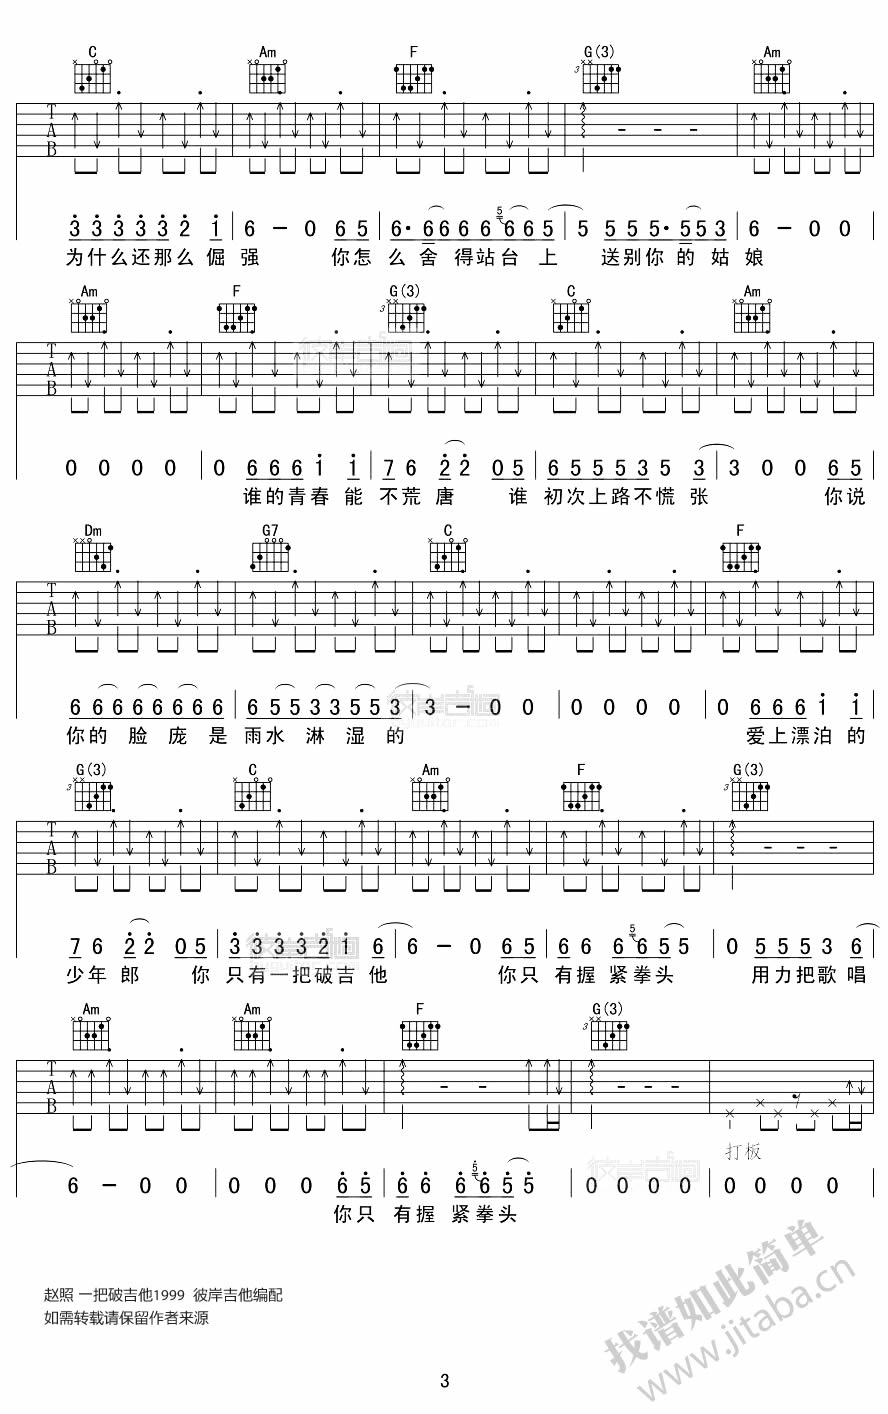 C Am F G(3) Am
T
A
B
3 3 3 3 3 2 1 | 6 - 0 6 5 | 6· 6 6 6 6 5 6 6 5 | 5 5 5 5· 5 5 3 | 6 - 0 0
为什么还那么倔强 你怎么舍得站台上 送别你的姑娘
Am F G(3) C Am
T
A
B
0 0 0 0 | 0 6 6 6 1 1 | 7 6 2 2 0 5 | 6 5 5 5 3 5 3 | 3 0 0 6 5
谁的青春能不荒唐 谁初次上路不慌张 你说
Dm G7 C F
T
A
B
6 6 6 6 6 6 6 6 6 | 6 5 5 3 3 5 5 3 | 3 - 0 0 | 0 0 0 0 | 0 6 6 6 1 1
你的脸庞是雨水淋湿的 爱上漂泊的
G(3) C Am F G(3)
T
A
B
7 6 2 2 0 5 | 3 3 3 3 2 1 6 | 6 - 0 6 5 | 6 6 6 5 6 5 5 | 0 5 5 5 3 6
少年郎 你只有一把破吉他 你只有握紧拳头 用力把歌唱
Am Am F G(3)
T
A
B
打板
6 - 0 0 | 0 0 0 6 5 | 6 6 6 5 6 5 5 | 0 0 0 0 | 0 0 0 0
你只有握紧拳头
赵照 一把破吉他1999 彼岸吉他编配
如需转载请保留作者来源
找谱如此简单
www.jitaba.cn
3